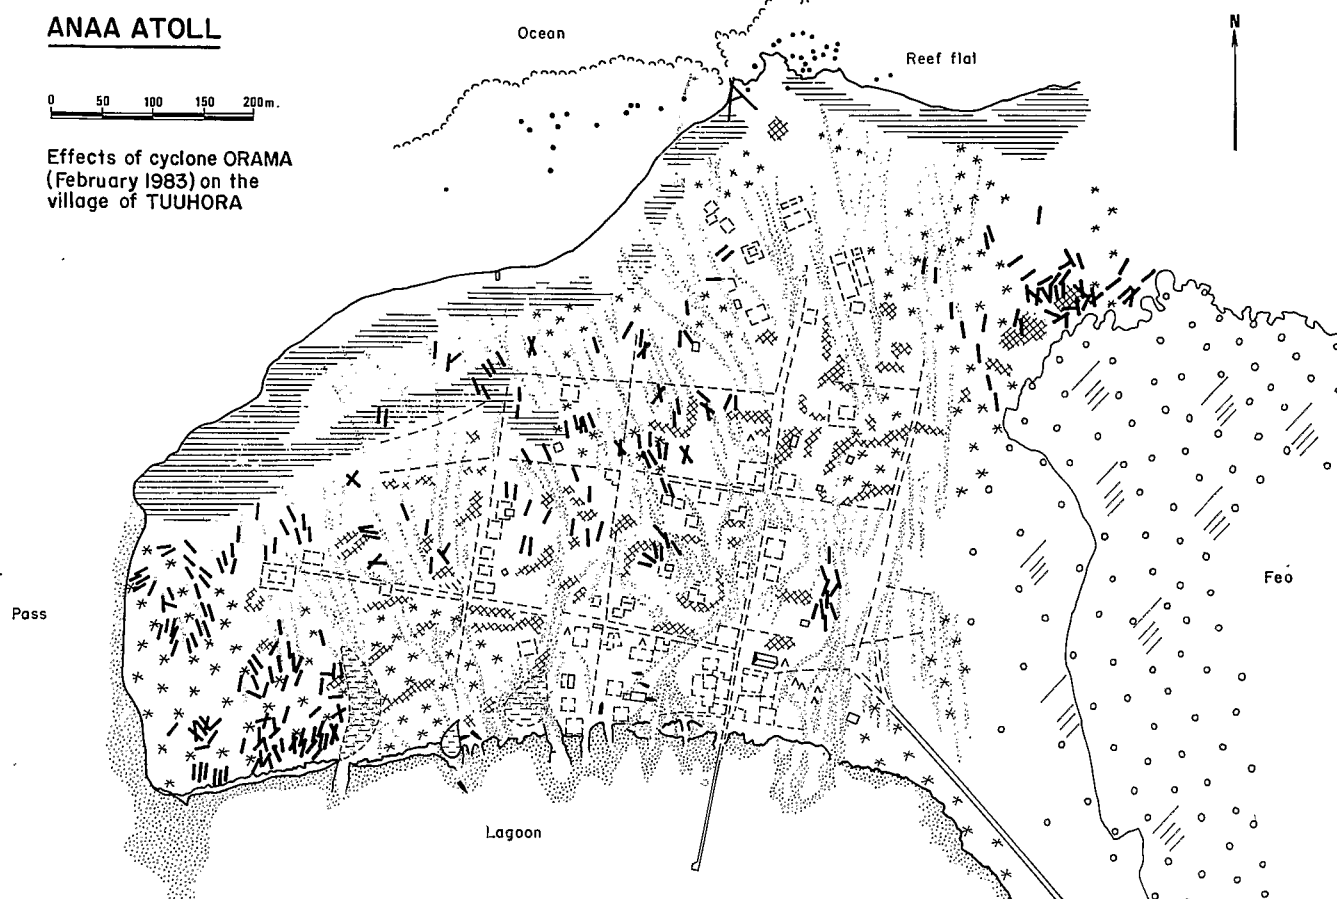 ANAA ATOLL
Ocean
Reef flat
N
0 50 100 150 200m.
Effects of cyclone ORAMA
(February 1983) on the
village of TUUHORA
Pass
Feo
Lagoon